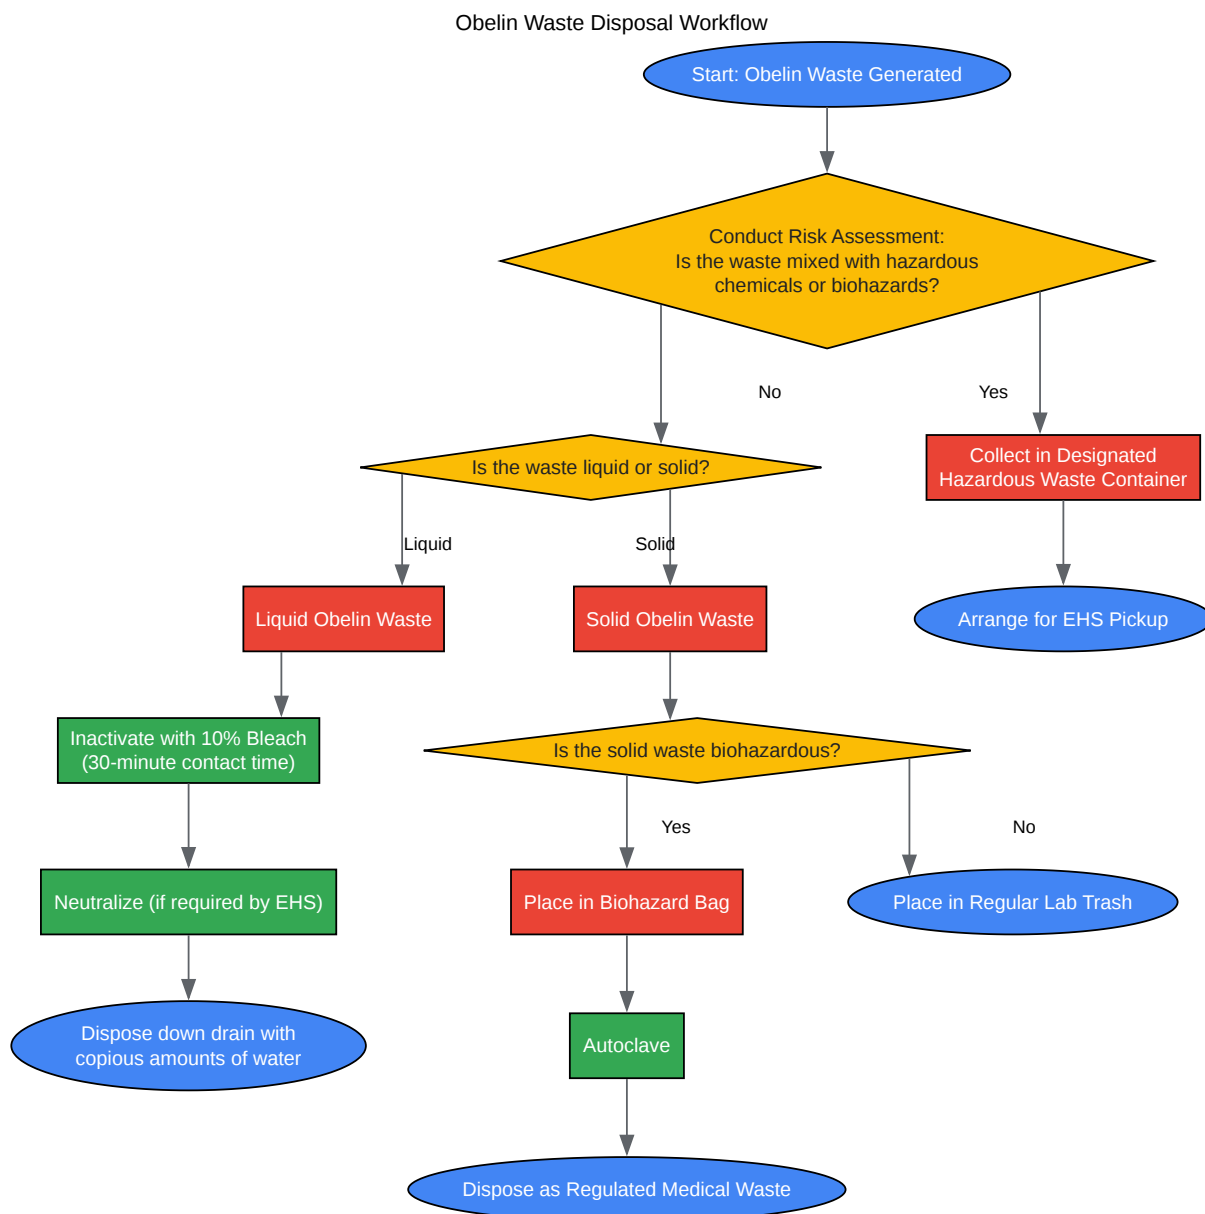 Obelin Waste Disposal Workflow
Start: Obelin Waste Generated
Conduct Risk Assessment:
Is the waste mixed with hazardous
chemicals or biohazards?
No
Yes
Is the waste liquid or solid?
Collect in Designated
Hazardous Waste Container
Liquid
Solid
Liquid Obelin Waste
Solid Obelin Waste
Arrange for EHS Pickup
Inactivate with 10% Bleach
(30-minute contact time)
Is the solid waste biohazardous?
Yes
No
Neutralize (if required by EHS)
Place in Biohazard Bag
Place in Regular Lab Trash
Dispose down drain with
copious amounts of water
Autoclave
Dispose as Regulated Medical Waste